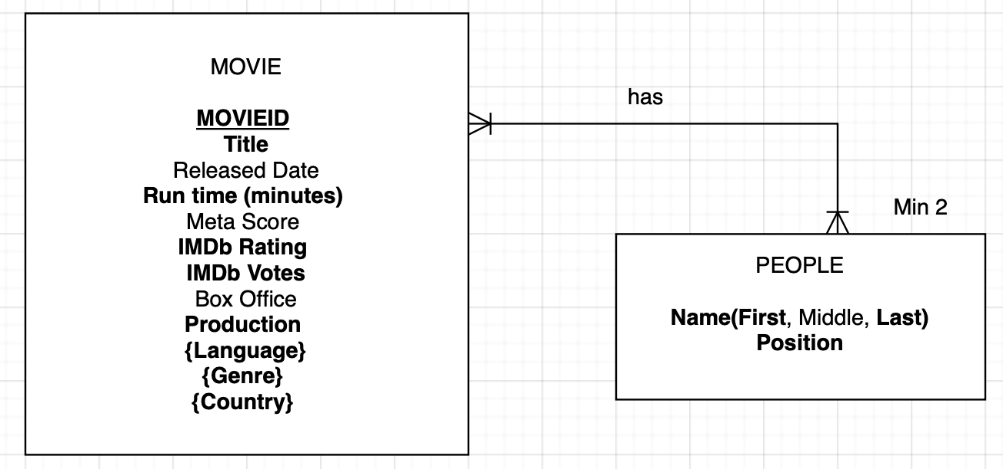 MOVIE
MOVIEID
Title
Released Date
Run time (minutes)
Meta Score
IMDb Rating
IMDb Votes
Box Office
Production
{Language}
{Genre}
{Country}
has
Min 2
PEOPLE
Name(First, Middle, Last)
Position